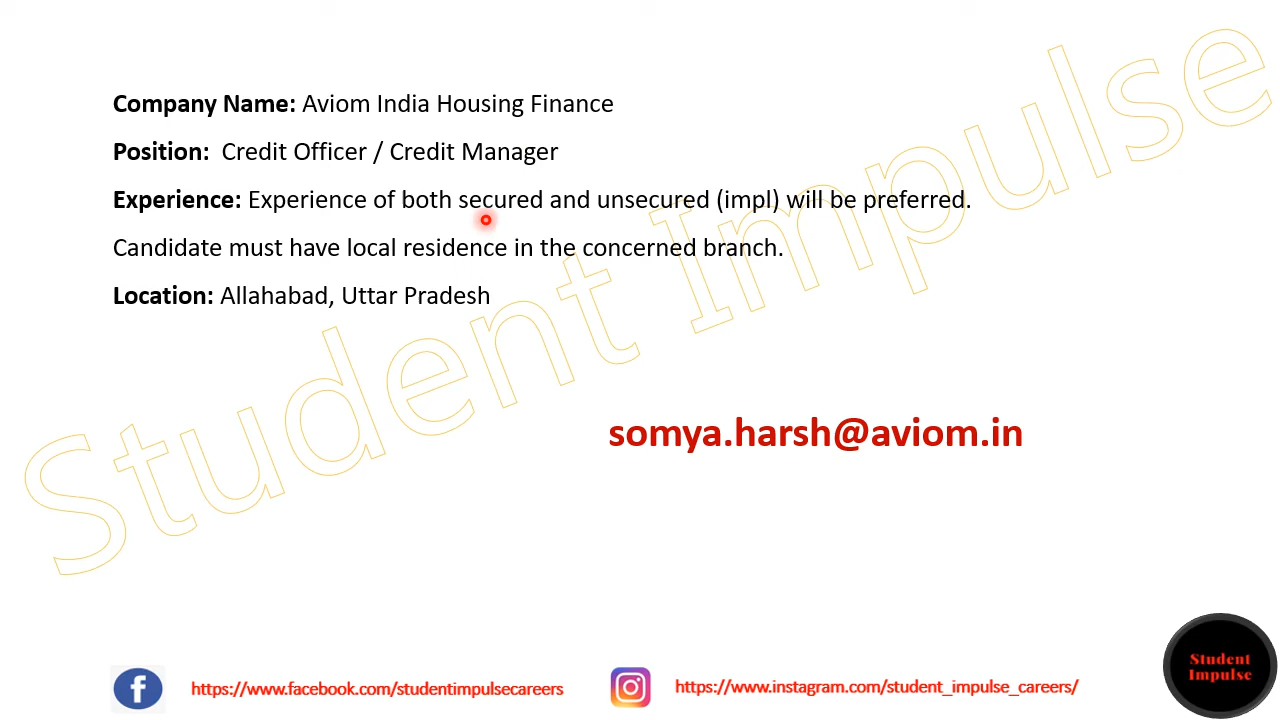 Company Name: Aviom India Housing Finance
Position: Credit Officer / Credit Manager
Experience: Experience of both secured and unsecured (impl) will be preferred.
Candidate must have local residence in the concerned branch.
Location: Allahabad, Uttar Pradesh
Student Impulse
somya.harsh@aviom.in
https://www.facebook.com/studentimpulsecareers
https://www.instagram.com/student_impulse_careers/
Student
Impulse